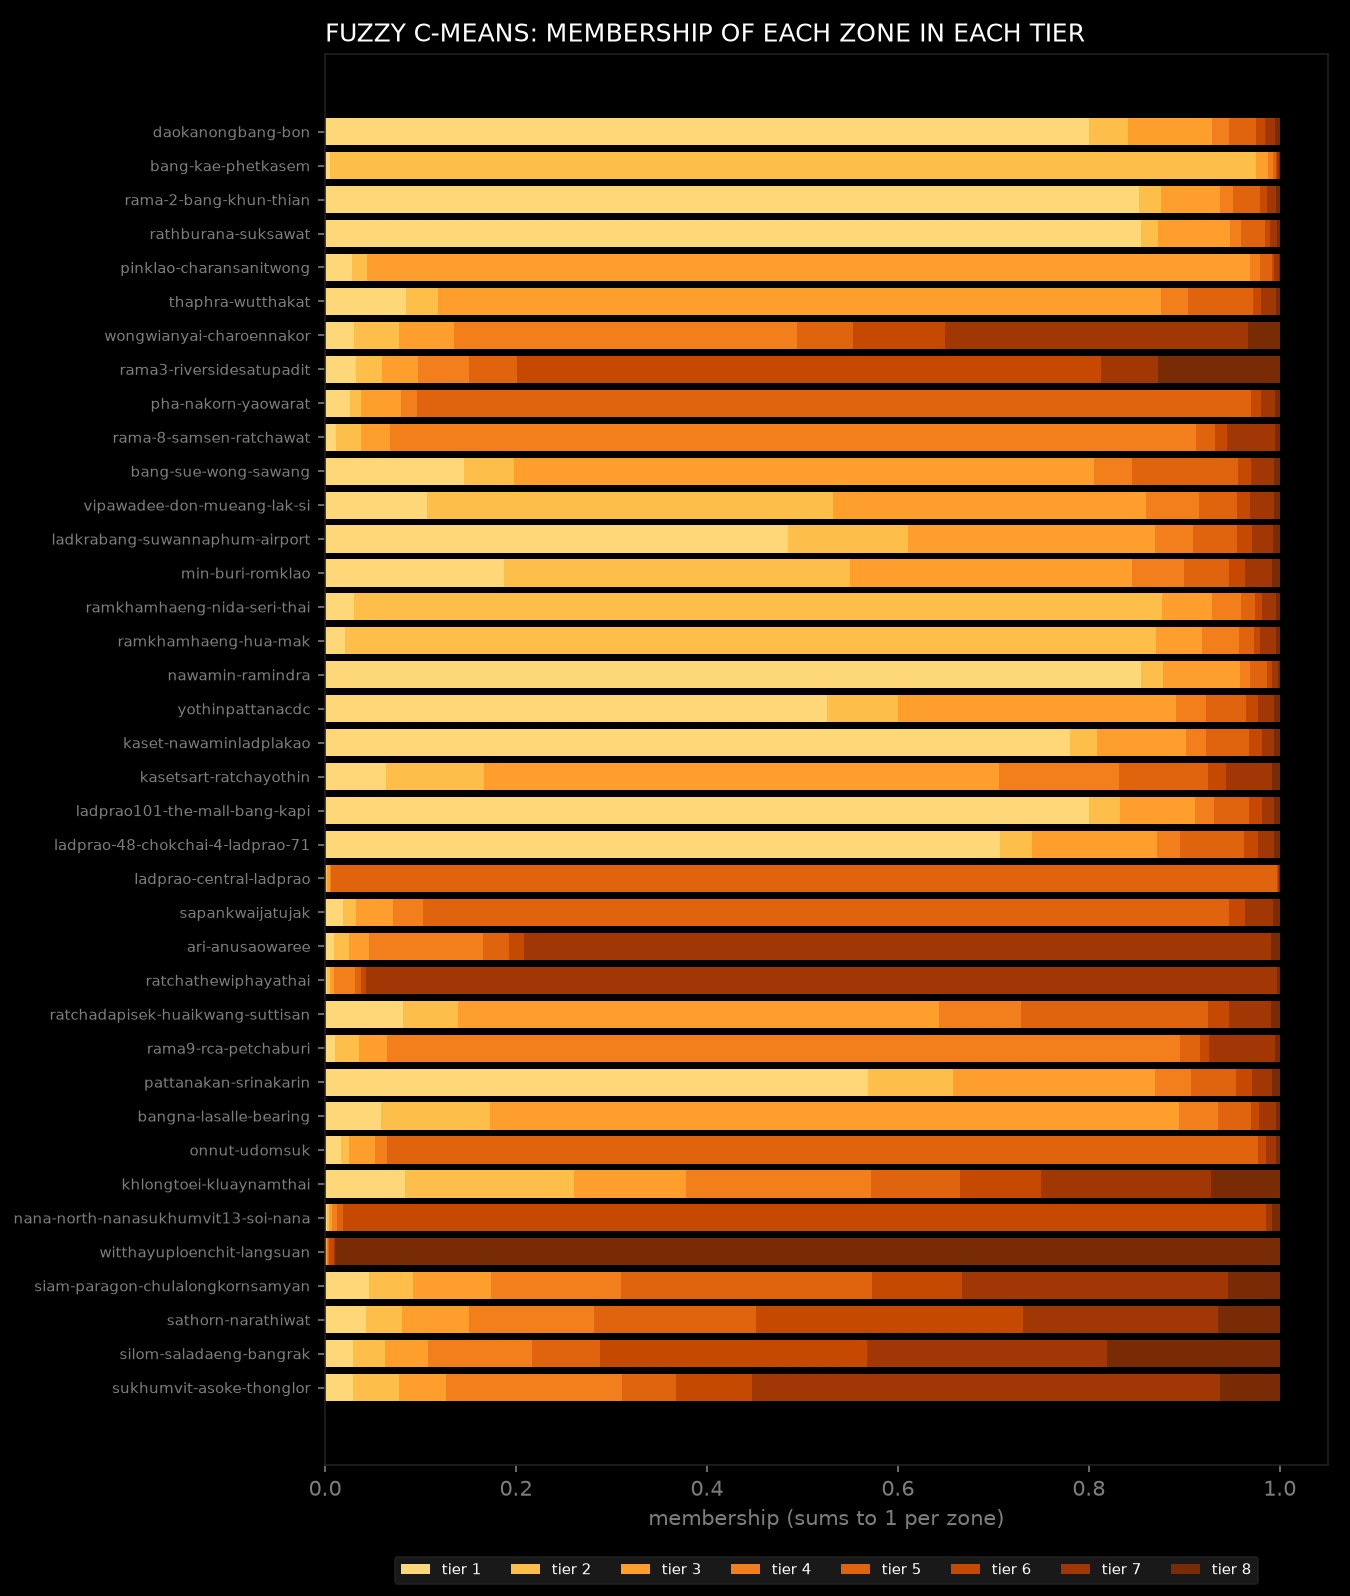 FUZZY C-MEANS: MEMBERSHIP OF EACH ZONE IN EACH TIER
daokanongbang-bon
bang-kae-phetkasem
rama-2-bang-khun-thian
rathburana-suksawat
pinklao-charansanitwong
thaphra-wutthakat
wongwianyai-charoennakor
rama3-riversidesatupadit
pha-nakorn-yaowarat
rama-8-samsen-ratchawat
bang-sue-wong-sawang
vipawadee-don-mueang-lak-si
ladkrabang-suwannaphum-airport
min-buri-romklao
ramkhamhaeng-nida-seri-thai
ramkhamhaeng-hua-mak
nawamin-ramindra
yothinpattanacdc
kaset-nawaminladplakao
kasetsart-ratchayothin
ladprao101-the-mall-bang-kapi
ladprao-48-chokchai-4-ladprao-71
ladprao-central-ladprao
sapankwaijatujak
ari-anusaowaree
ratchathewiphayathai
ratchadapisek-huaikwang-suttisan
rama9-rca-petchaburi
pattanakan-srinakarin
bangna-lasalle-bearing
onnut-udomsuk
khlongtoei-kluaynamthai
nana-north-nanasukhumvit13-soi-nana
witthayuploenchit-langsuan
siam-paragon-chulalongkornsamyan
sathorn-narathiwat
silom-saladaeng-bangrak
sukhumvit-asoke-thonglor
0.0 0.2 0.4 0.6 0.8 1.0
membership (sums to 1 per zone)
tier 1 tier 2 tier 3 tier 4 tier 5 tier 6 tier 7 tier 8